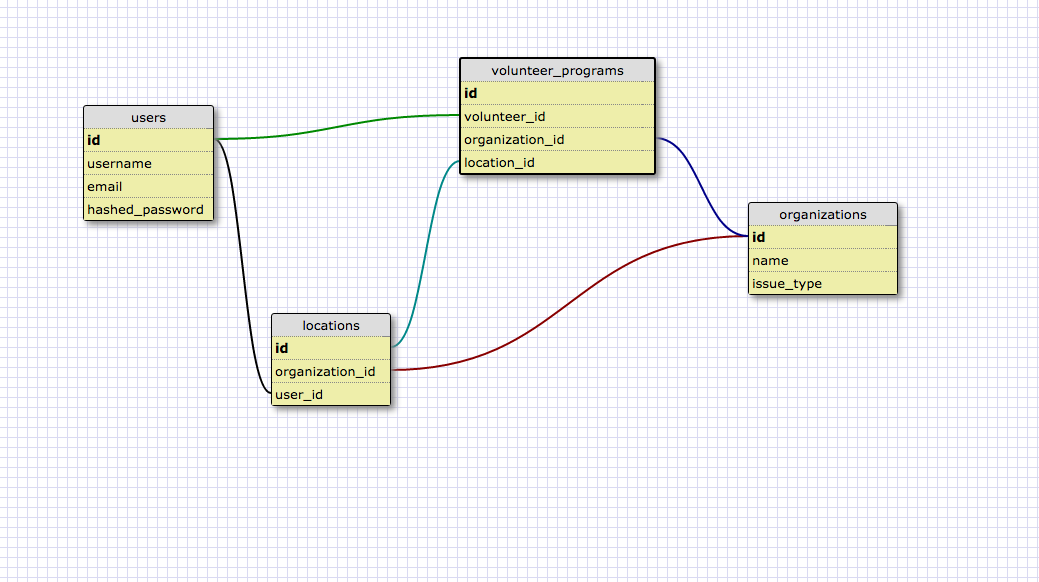 users
id
username
email
hashed_password
volunteer_programs
id
volunteer_id
organization_id
location_id
organizations
id
name
issue_type
locations
id
organization_id
user_id